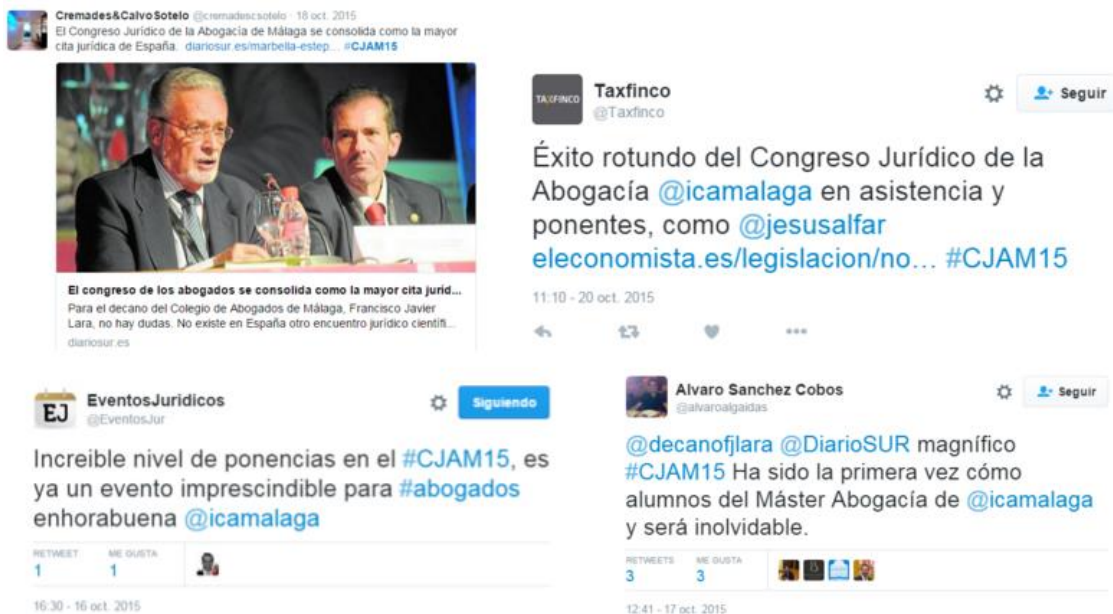 Cremades&Calvo Sotelo @cremadescsotelo · 18 oct. 2015
El Congreso Jurídico de la Abogacía de Málaga se consolida como la mayor
cita jurídica de España. diariosur.es/marbella-estep... #CJAM15
El congreso de los abogados se consolida como la mayor cita juríd...
Para el decano del Colegio de Abogados de Málaga, Francisco Javier
Lara, no hay dudas. No existe en España otro encuentro jurídico científi...
diariosur.es
TAXFINCO
Taxfinco
@Taxfinco
Seguir
Éxito rotundo del Congreso Jurídico de la
Abogacía @icamalaga en asistencia y
ponentes, como @jesusalfar
eleconomista.es/legislacion/no... #CJAM15
11:10 - 20 oct. 2015
EJ
EventosJuridicos
@EventosJur
Siguiendo
Increible nivel de ponencias en el #CJAM15, es
ya un evento imprescindible para #abogados
enhorabuena @icamalaga
RETWEET ME GUSTA
1 1
16:30 - 16 oct. 2015
Alvaro Sanchez Cobos
@alvaroalgaidas
Seguir
@decanofjlara @DiarioSUR magnífico
#CJAM15 Ha sido la primera vez cómo
alumnos del Máster Abogacía de @icamalaga
y será inolvidable.
RETWEETS ME GUSTA
3 3
12:41 - 17 oct. 2015